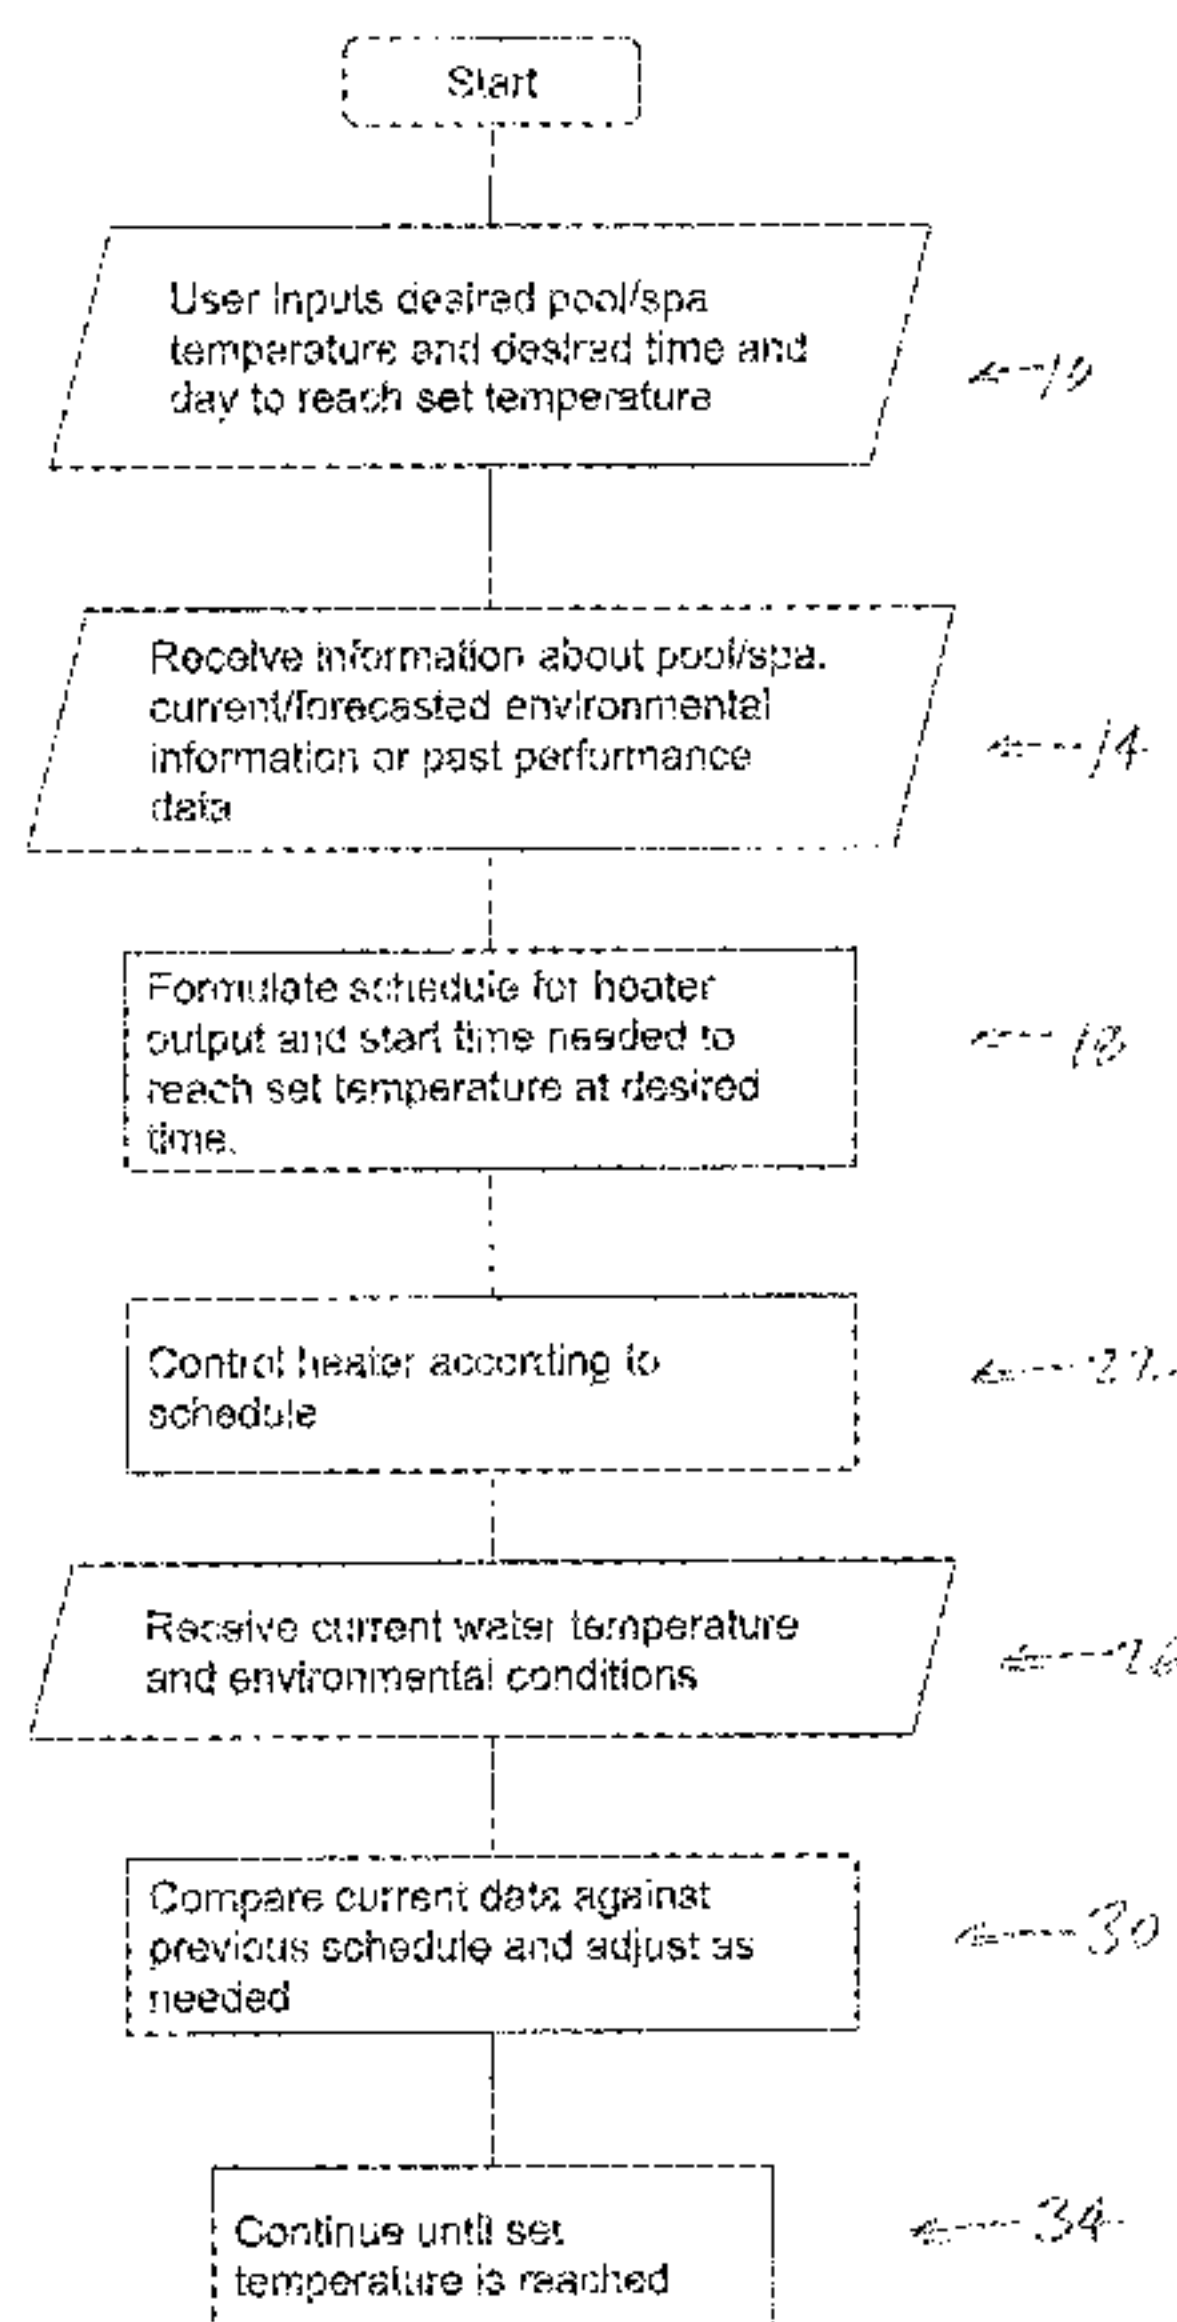 Start
User inputs desired pool/spa
temperature and desired time and
day to reach set temperature
10
Receive information about pool/spa,
current/forecasted environmental
information or past performance
data
14
Formulate schedule for heater
output and start time needed to
reach set temperature at desired
time.
18
Control heater according to
schedule
22
Receive current water temperature
and environmental conditions
26
Compare current data against
previous schedule and adjust as
needed
30
Continue until set
temperature is reached
34